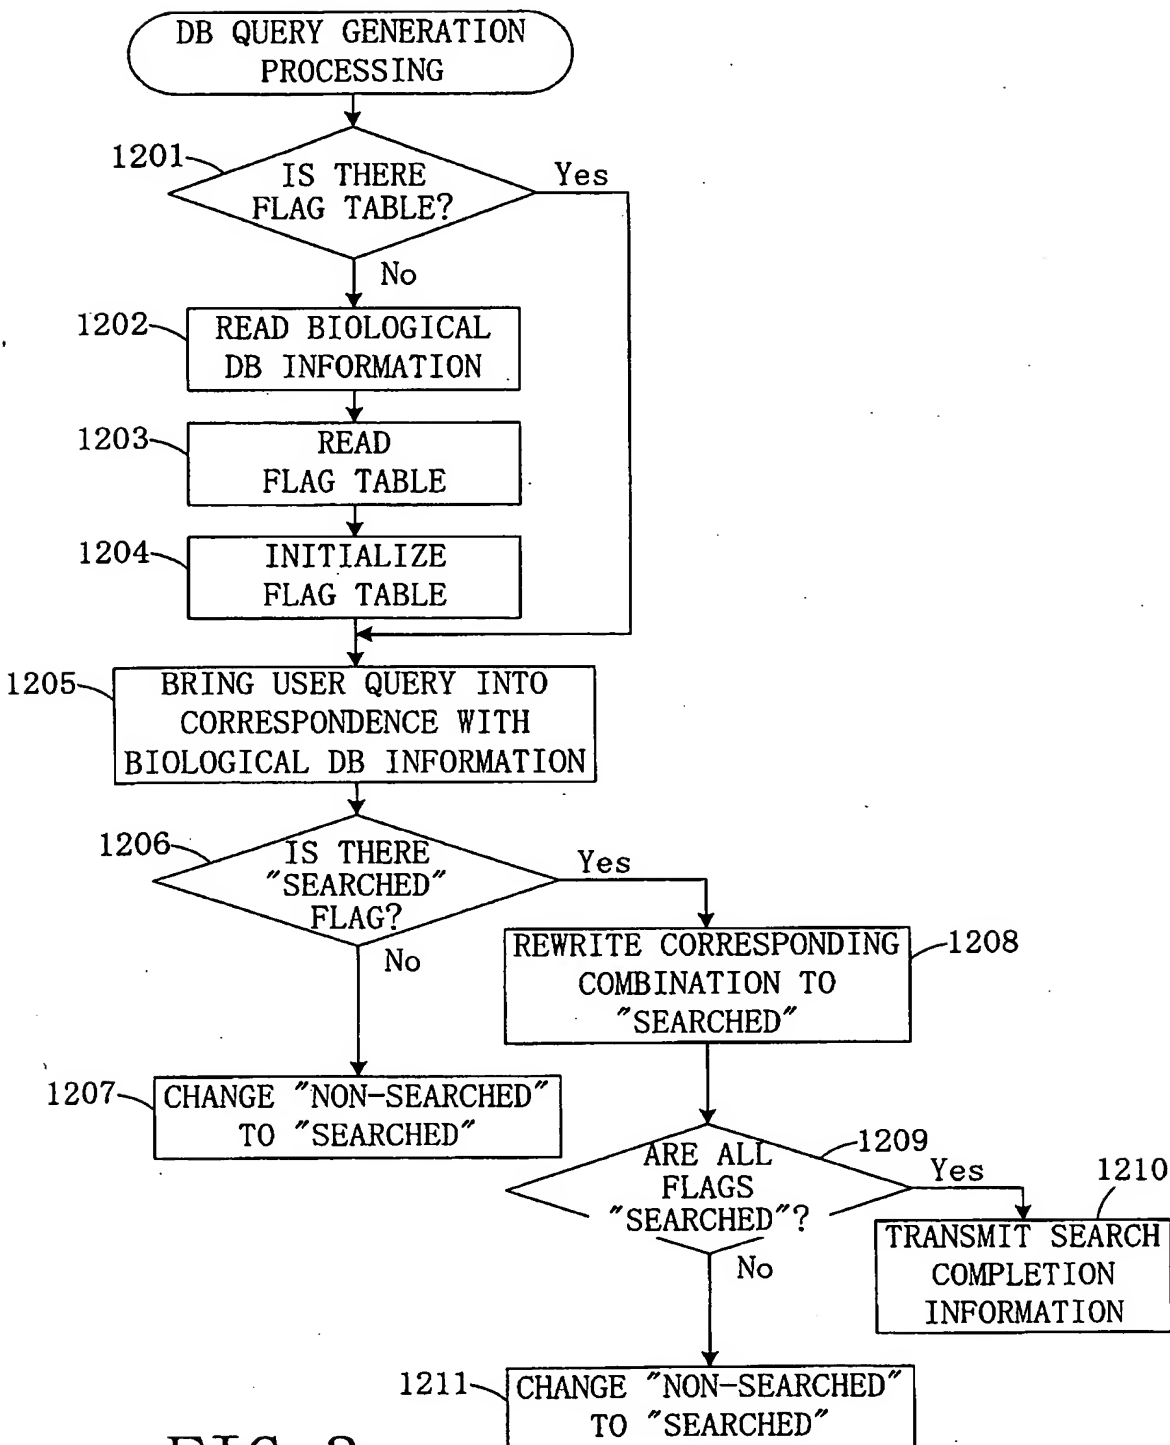 DB QUERY GENERATION
PROCESSING
1201
IS THERE
FLAG TABLE?
Yes
No
1202
READ BIOLOGICAL
DB INFORMATION
1203
READ
FLAG TABLE
1204
INITIALIZE
FLAG TABLE
1205
BRING USER QUERY INTO
CORRESPONDENCE WITH
BIOLOGICAL DB INFORMATION
1206
IS THERE
"SEARCHED"
FLAG?
Yes
No
REWRITE CORRESPONDING
COMBINATION TO
"SEARCHED"
1208
1207
CHANGE "NON-SEARCHED"
TO "SEARCHED"
ARE ALL
FLAGS
"SEARCHED"?
1209
Yes
No
1210
TRANSMIT SEARCH
COMPLETION
INFORMATION
1211
CHANGE "NON-SEARCHED"
TO "SEARCHED"